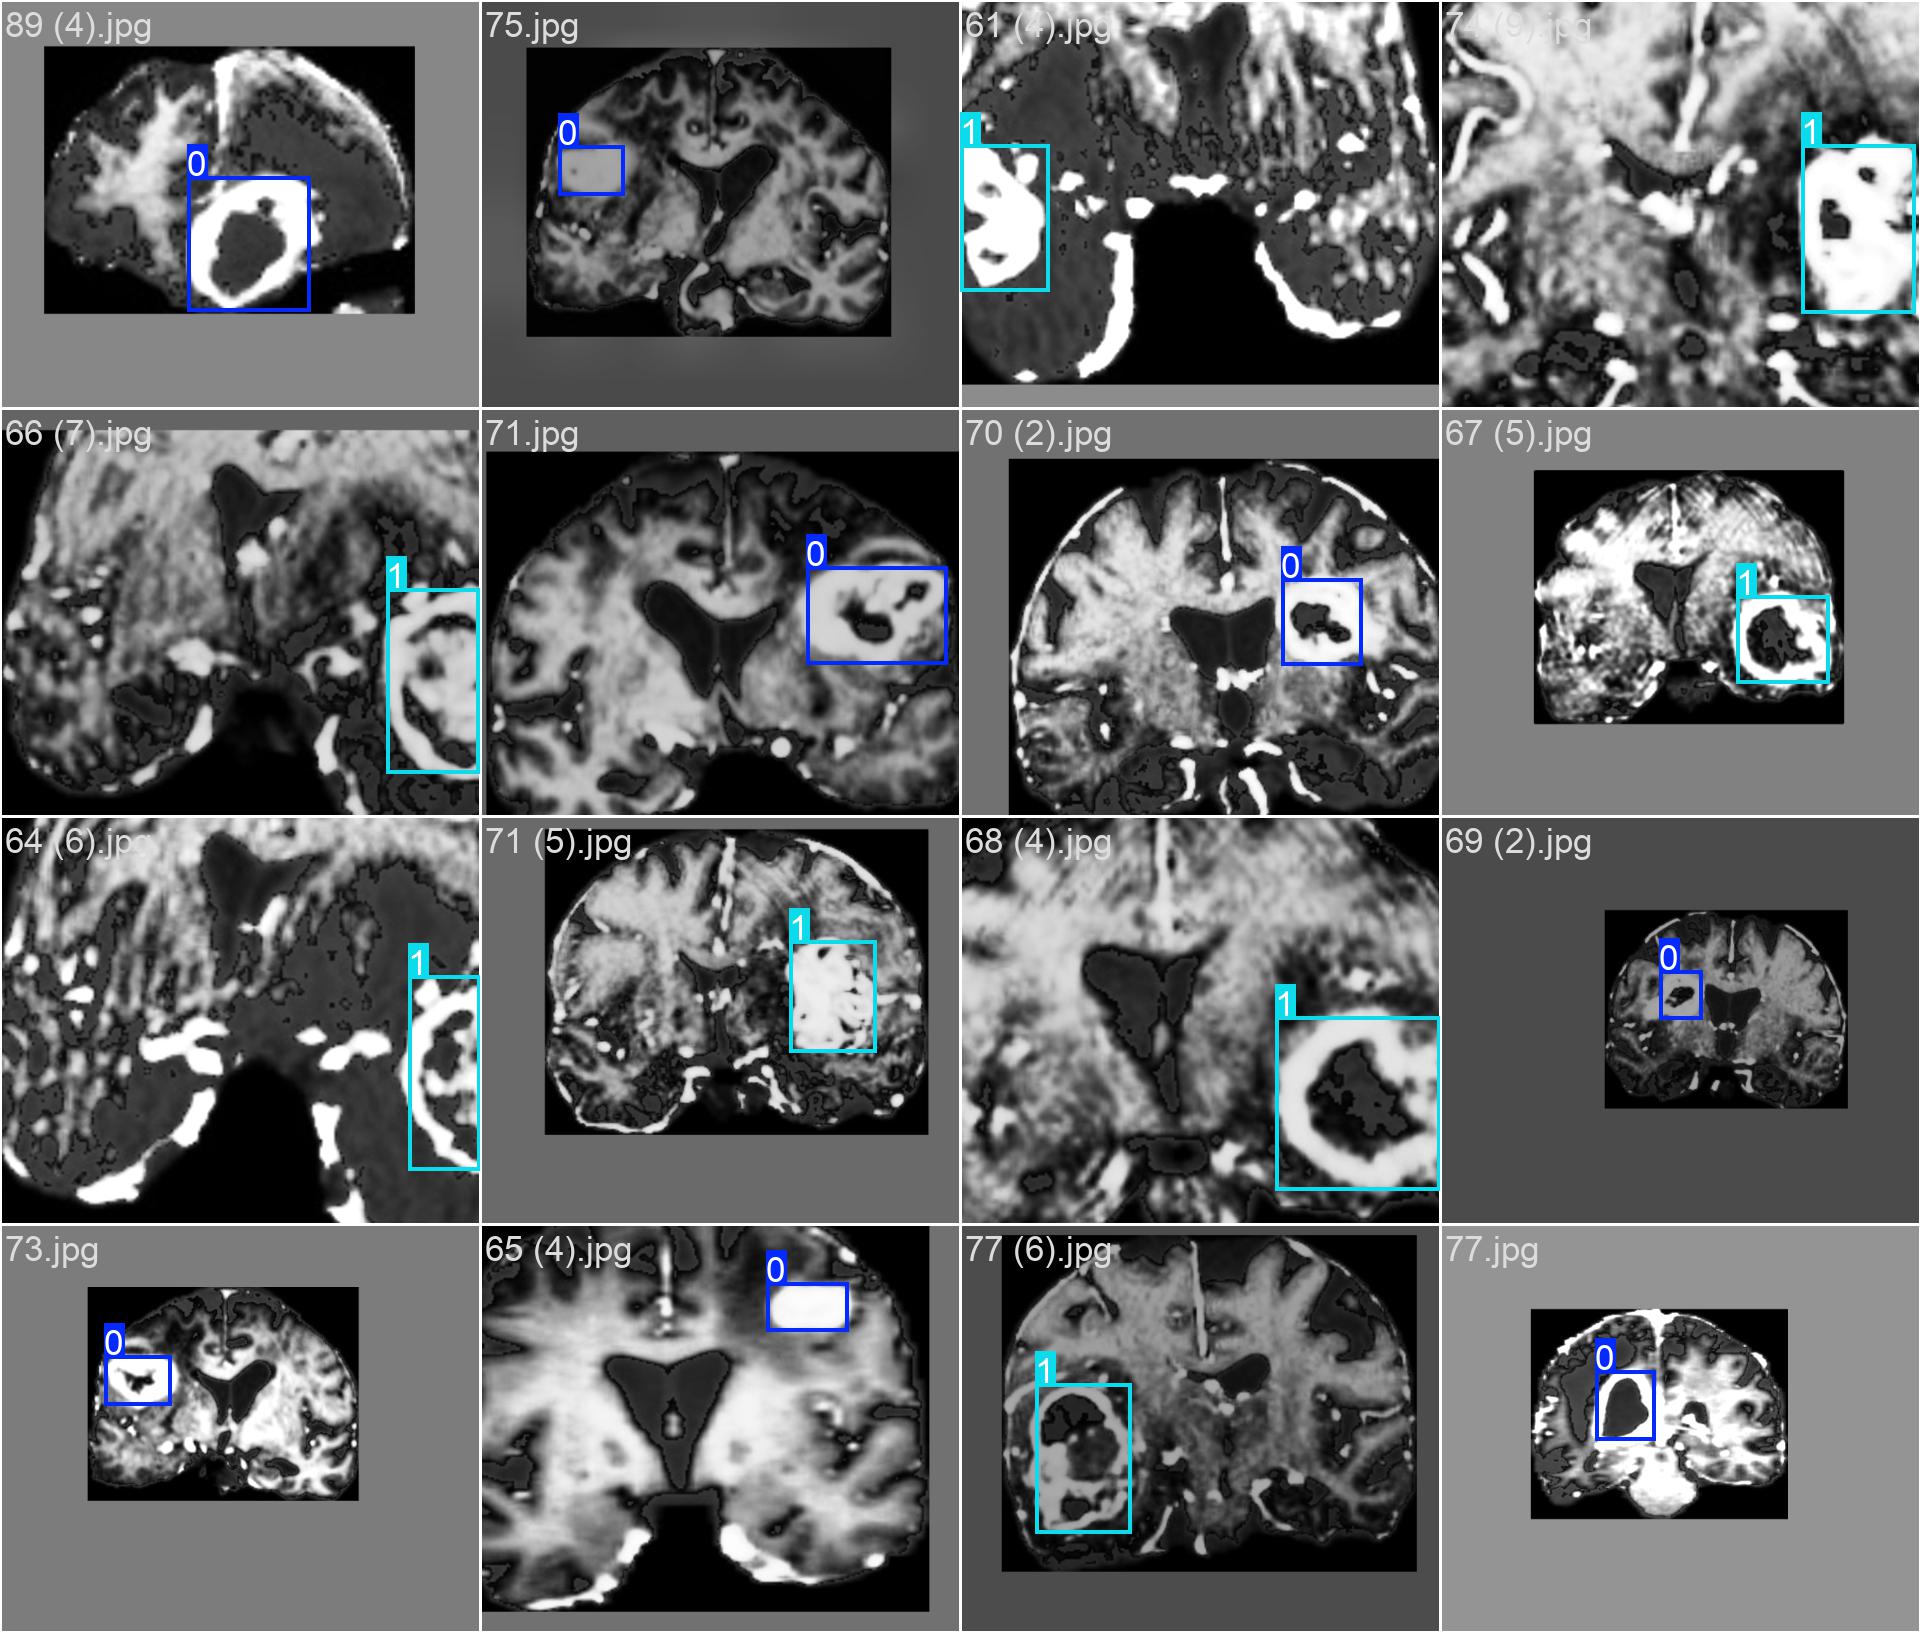 89 (4).jpg
0
75.jpg
0
61 (4).jpg
1
74 (9).jpg
1
66 (7).jpg
1
71.jpg
0
70 (2).jpg
0
67 (5).jpg
1
64 (6).jpg
1
71 (5).jpg
1
68 (4).jpg
1
69 (2).jpg
0
73.jpg
0
65 (4).jpg
0
77 (6).jpg
1
77.jpg
0